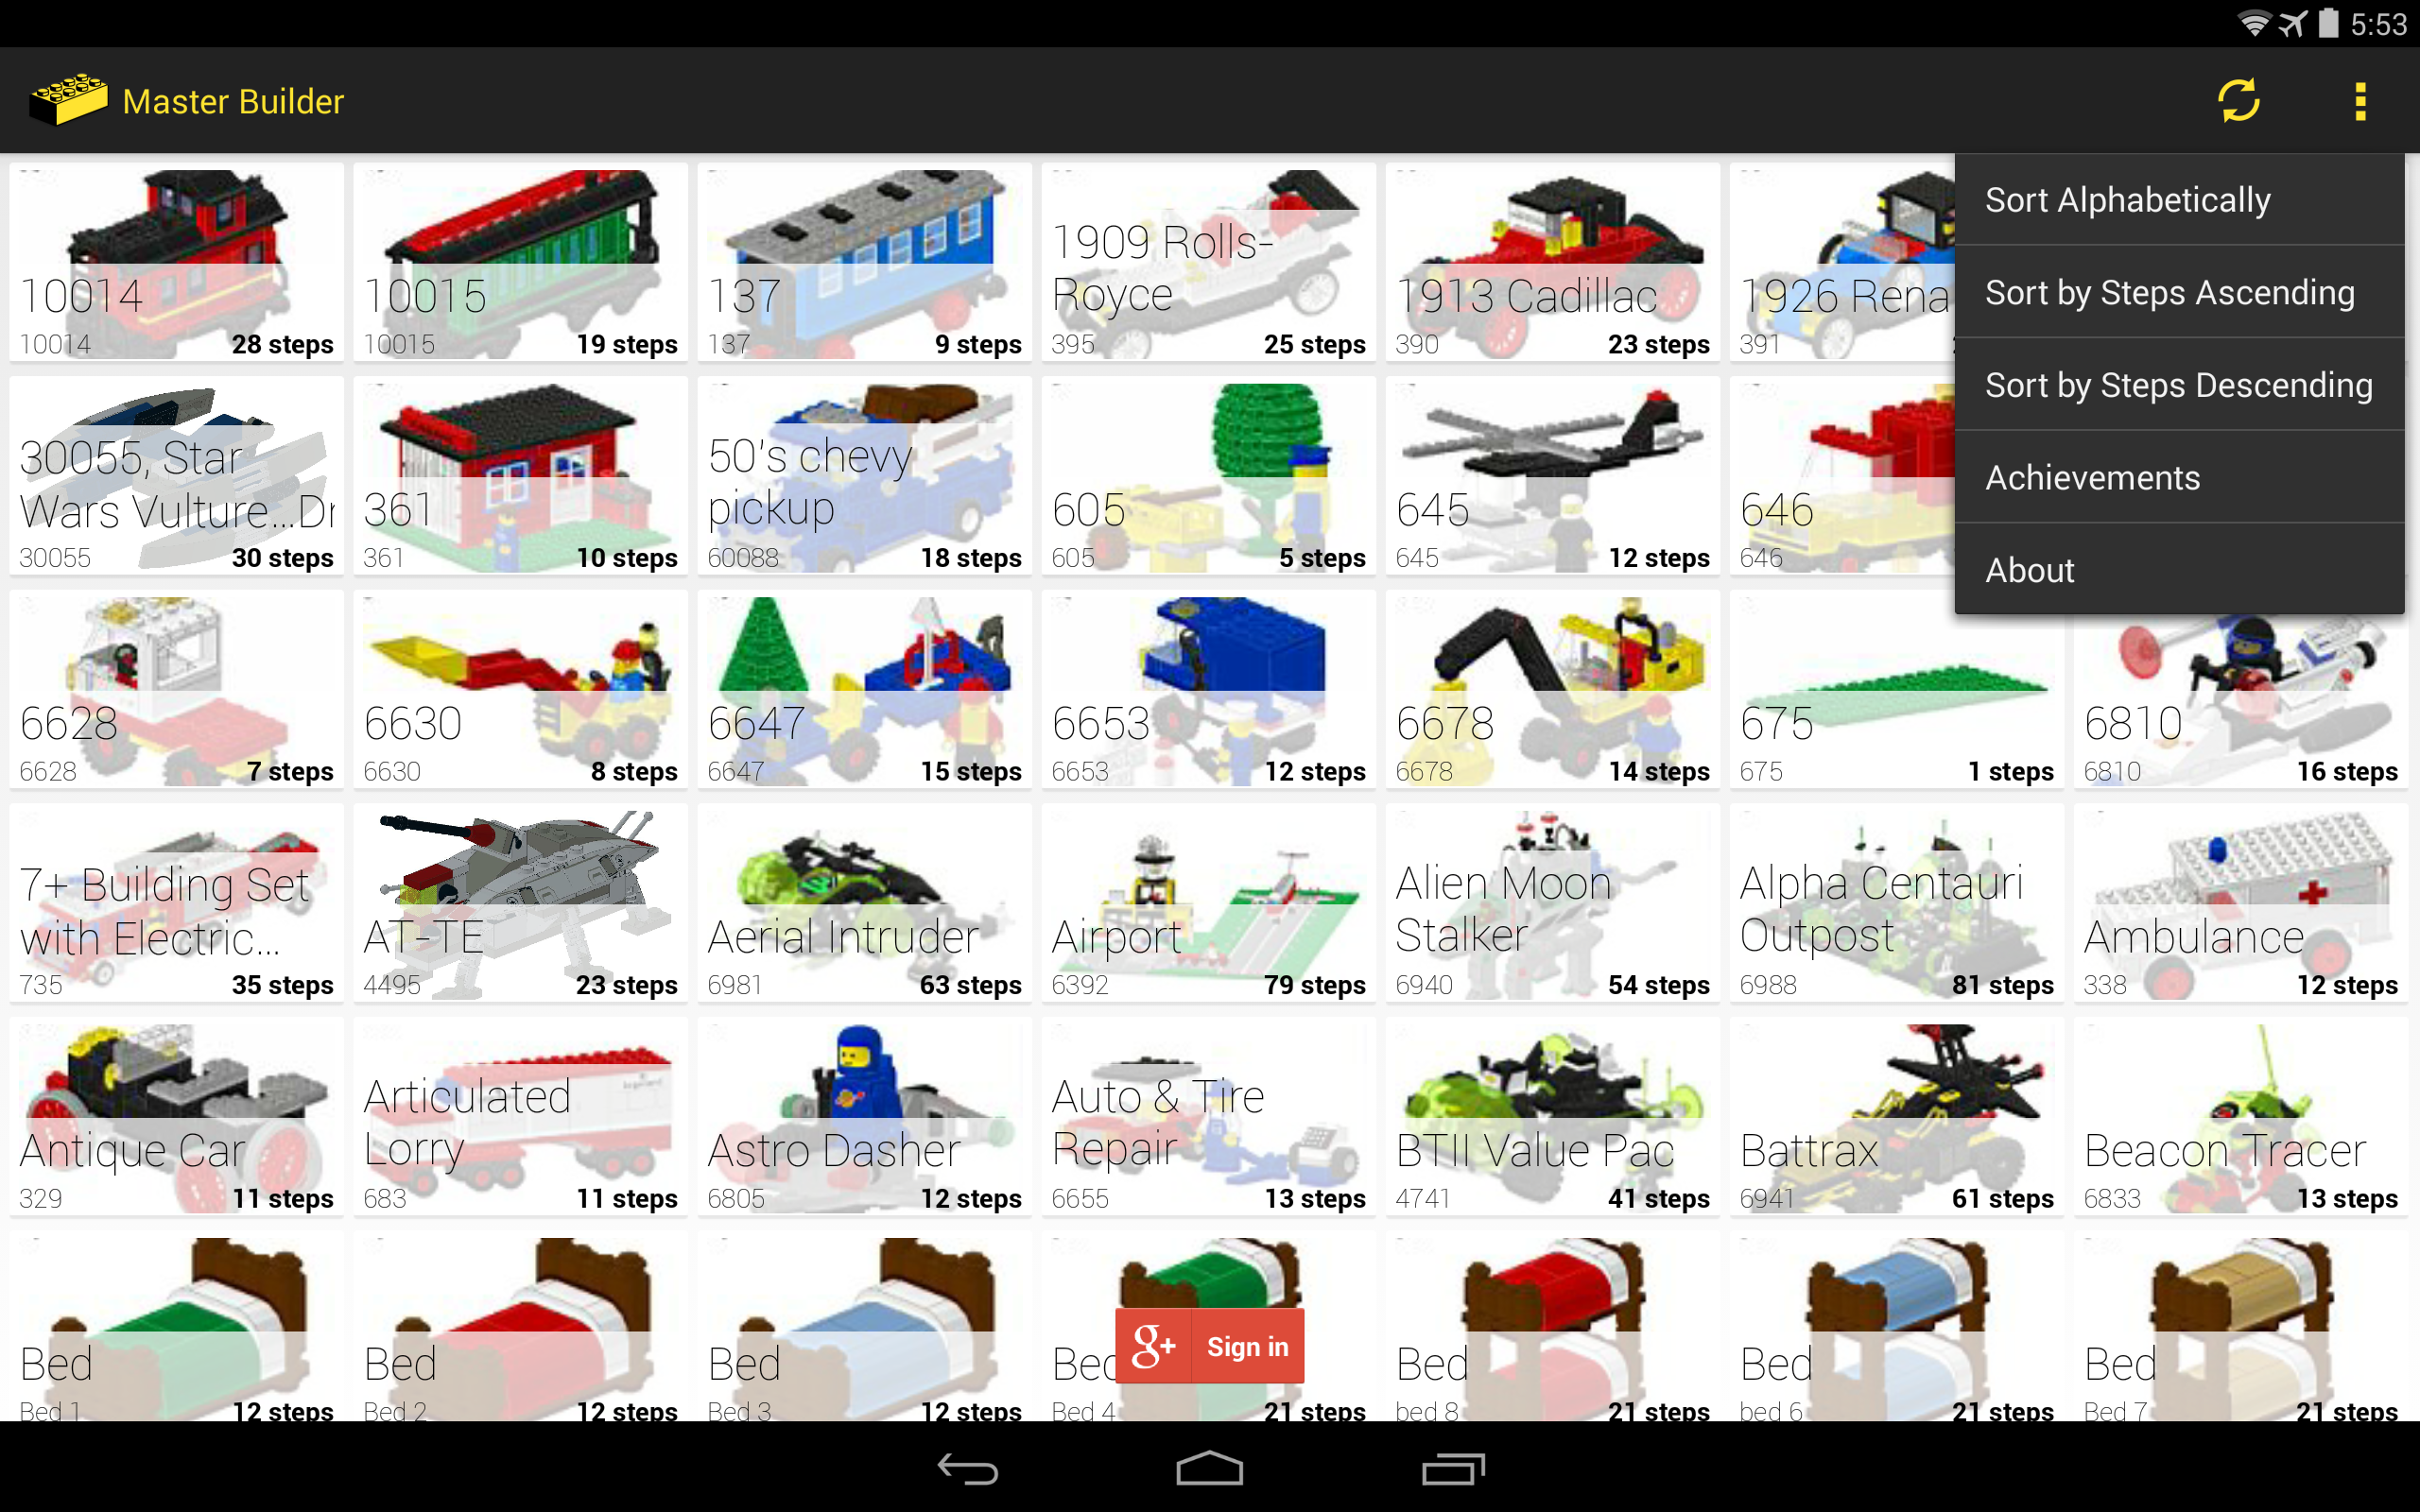 5:53
Master Builder
Sort Alphabetically
Sort by Steps Ascending
Sort by Steps Descending
Achievements
About
10014
10014 28 steps
10015
10015 19 steps
137
137 9 steps
1909 Rolls-
Royce
395 25 steps
1913 Cadillac
390 23 steps
1926 Rena
391
30055, Star
Wars Vulture...Dr
30055 30 steps
361
361 10 steps
50's chevy
pickup
60088 18 steps
605
605 5 steps
645
645 12 steps
646
646
6628
6628 7 steps
6630
6630 8 steps
6647
6647 15 steps
6653
6653 12 steps
6678
6678 14 steps
675
675 1 steps
6810
6810 16 steps
7+ Building Set
with Electric...
735 35 steps
AT-TE
4495 23 steps
Aerial Intruder
6981 63 steps
Airport
6392 79 steps
Alien Moon
Stalker
6940 54 steps
Alpha Centauri
Outpost
6988 81 steps
Ambulance
338 12 steps
Antique Car
329 11 steps
Articulated
Lorry
683 11 steps
Astro Dasher
6805 12 steps
Auto & Tire
Repair
6655 13 steps
BTII Value Pac
4741 41 steps
Battrax
6941 61 steps
Beacon Tracer
6833 13 steps
Bed
Bed 1 12 steps
Bed
Bed 2 12 steps
Bed
Bed 3 12 steps
Bed
Bed 4 21 steps
g+ Sign in
Bed
bed 8 21 steps
Bed
bed 6 21 steps
Bed
Bed 7 21 steps